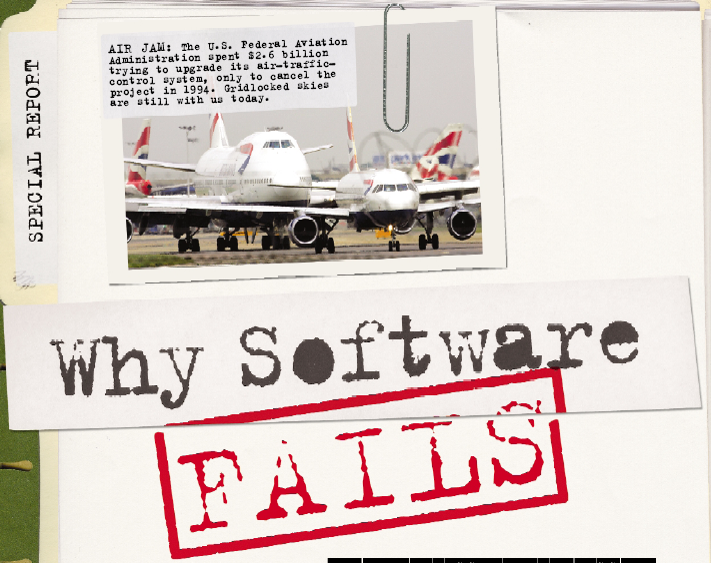 AIR JAM: The U.S. Federal Aviation
Administration spent $2.6 billion
trying to upgrade its air-traffic-
control system, only to cancel the
project in 1994. Gridlocked skies
are still with us today.
SPECIAL REPORT
Why Software
FAILS